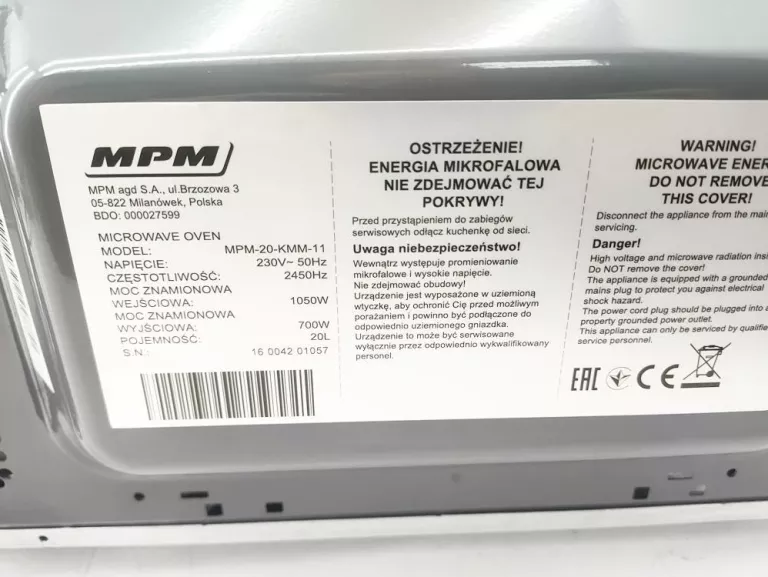 MPM
MPM agd S.A., ul.Brzozowa 3
05-822 Milanówek, Polska
BDO: 000027599
MICROWAVE OVEN
MODEL: MPM-20-KMM-11
NAPIĘCIE: 230V~ 50Hz
CZĘSTOTLIWOŚĆ: 2450Hz
MOC ZNAMIONOWA
WEJŚCIOWA: 1050W
MOC ZNAMIONOWA
WYJŚCIOWA: 700W
POJEMNOŚĆ: 20L
S.N.: 16 0042 01057
OSTRZEŻENIE!
ENERGIA MIKROFALOWA
NIE ZDEJMOWAĆ TEJ
POKRYWY!
Przed przystąpieniem do zabiegów
serwisowych odłącz kuchenkę od sieci.
Uwaga niebezpieczeństwo!
Wewnątrz występuje promieniowanie
mikrofalowe i wysokie napięcie.
Nie zdejmować obudowy!
Urządzenie jest wyposażone w uziemioną
wtyczkę, aby ochronić Cię przed możliwym
porażaniem i powinno być podłączone do
odpowiednio uziemionego gniazdka.
Urządzenie to może być serwisowane
wyłącznie przez odpowiednio wykwalifikowany
personel.
WARNING!
MICROWAVE ENER
DO NOT REMOVE
THIS COVER!
Disconnect the appliance from the main
servicing.
Danger!
High voltage and microwave radiation insi
Do NOT remove the cover!
The appliance is equipped with a grounded
mains plug to protect you against electrical
shock hazard.
The power cord plug should be plugged into a
property grounded power outlet.
This appliance can only be serviced by qualifie
service personnel.
EAC CE